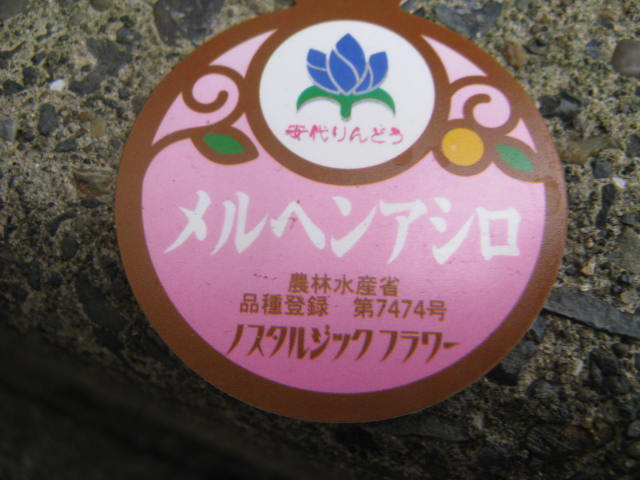 安代りんどう
メルヘンアシロ
農林水産省
品種登録　第7474号
ノスタルジックフラワー